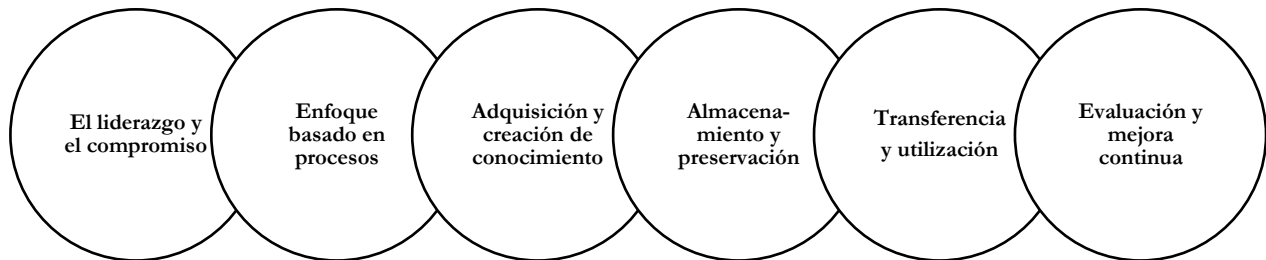 El liderazgo y
el compromiso
Enfoque
basado en
procesos
Adquisición y
creación de
conocimiento
Almacena-
miento y
preservación
Transferencia
y utilización
Evaluación y
mejora
continua